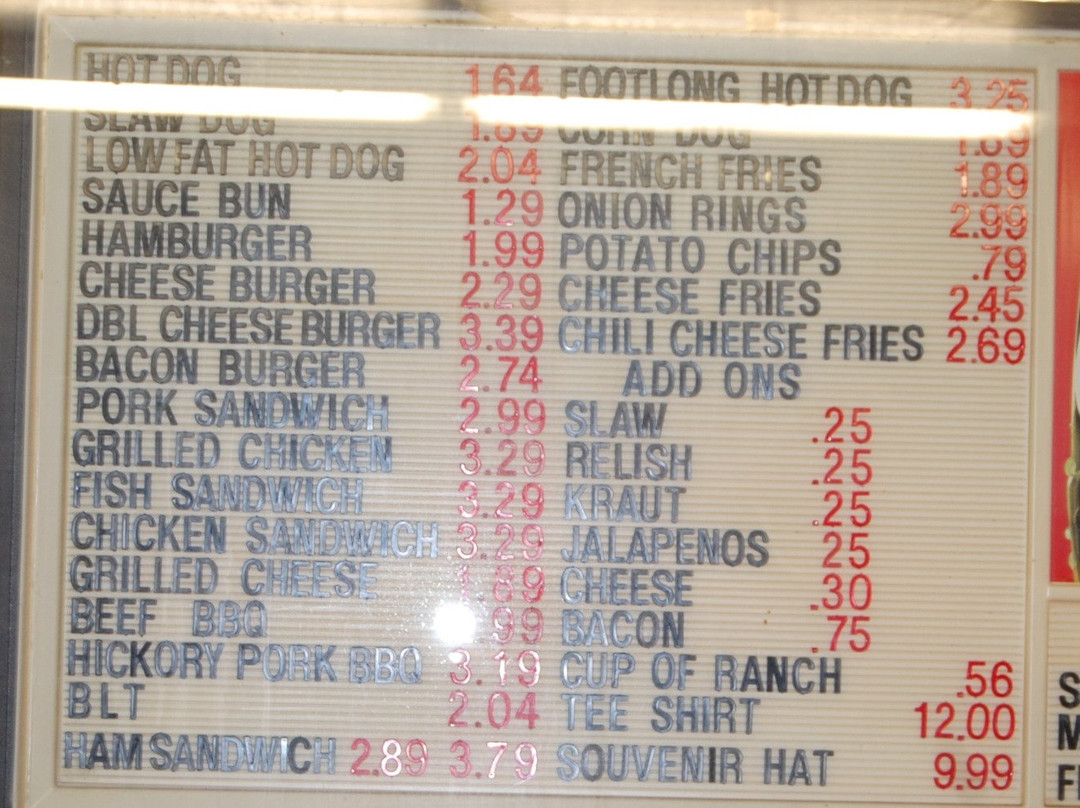 HOT DOG 1.64
SLAW DOG 1.89
LOW FAT HOT DOG 2.04
SAUCE BUN 1.29
HAMBURGER 1.99
CHEESE BURGER 2.29
DBL CHEESE BURGER 3.39
BACON BURGER 2.74
PORK SANDWICH 2.99
GRILLED CHICKEN 3.29
FISH SANDWICH 3.29
CHICKEN SANDWICH 3.29
GRILLED CHEESE
BEEF BBQ
HICKORY PORK BBQ 3.19
BLT 2.04
HAM SANDWICH 2.89 3.79
FOOTLONG HOT DOG 3.25
CORN DOG
FRENCH FRIES 1.89
ONION RINGS 2.99
POTATO CHIPS .79
CHEESE FRIES 2.45
CHILI CHEESE FRIES 2.69
ADD ONS
SLAW .25
RELISH .25
KRAUT .25
JALAPENOS 25
CHEESE .30
BACON .75
CUP OF RANCH .56
TEE SHIRT 12.00
SOUVENIR HAT 9.99